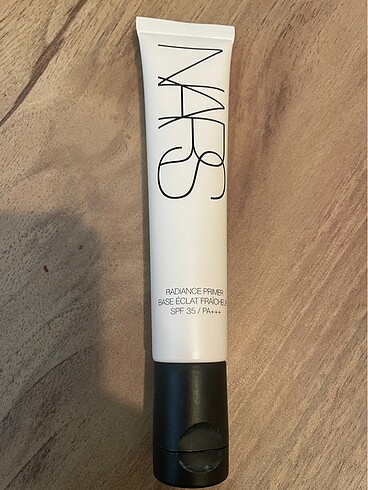 NARS
RADIANCE PRIMER
BASE ÉCLAT FRAÎCHEUR
SPF 35 / PA+++